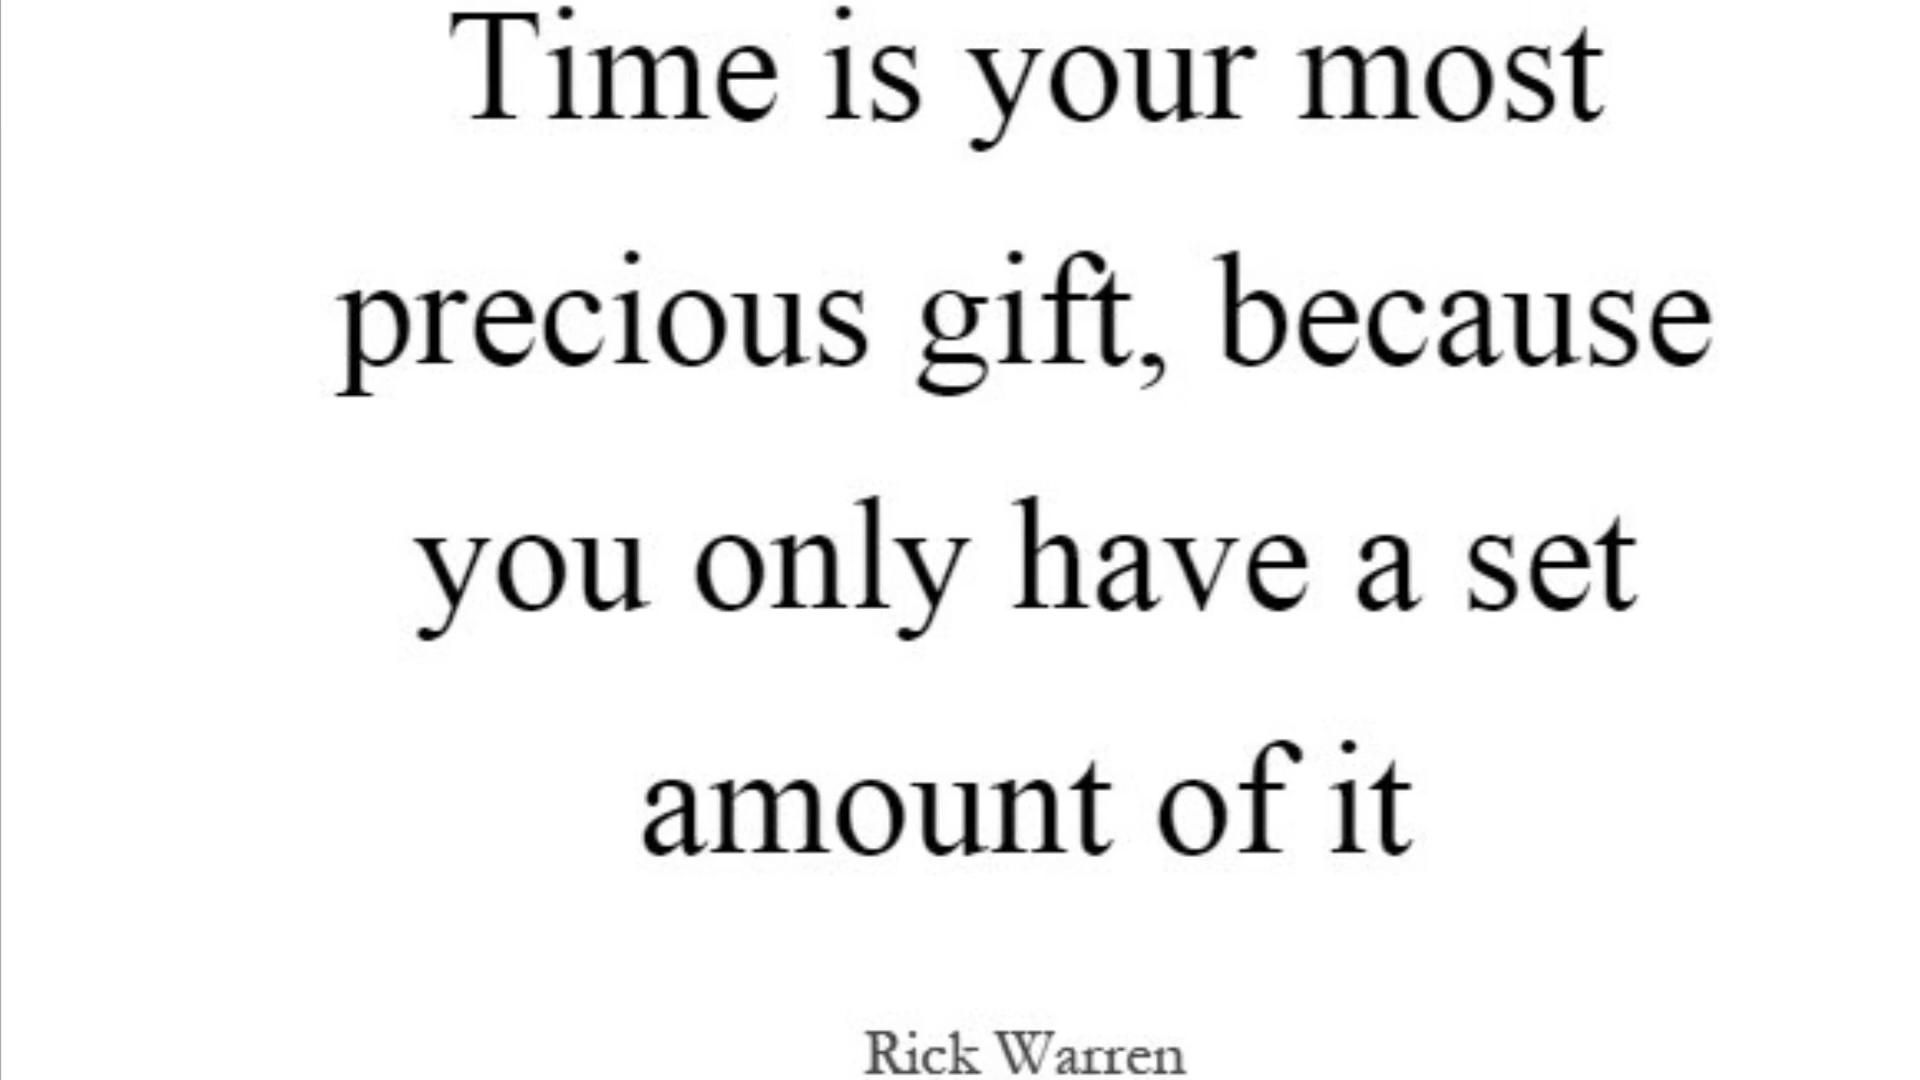 Time is your most
precious gift, because
you only have a set
amount of it
Rick Warren